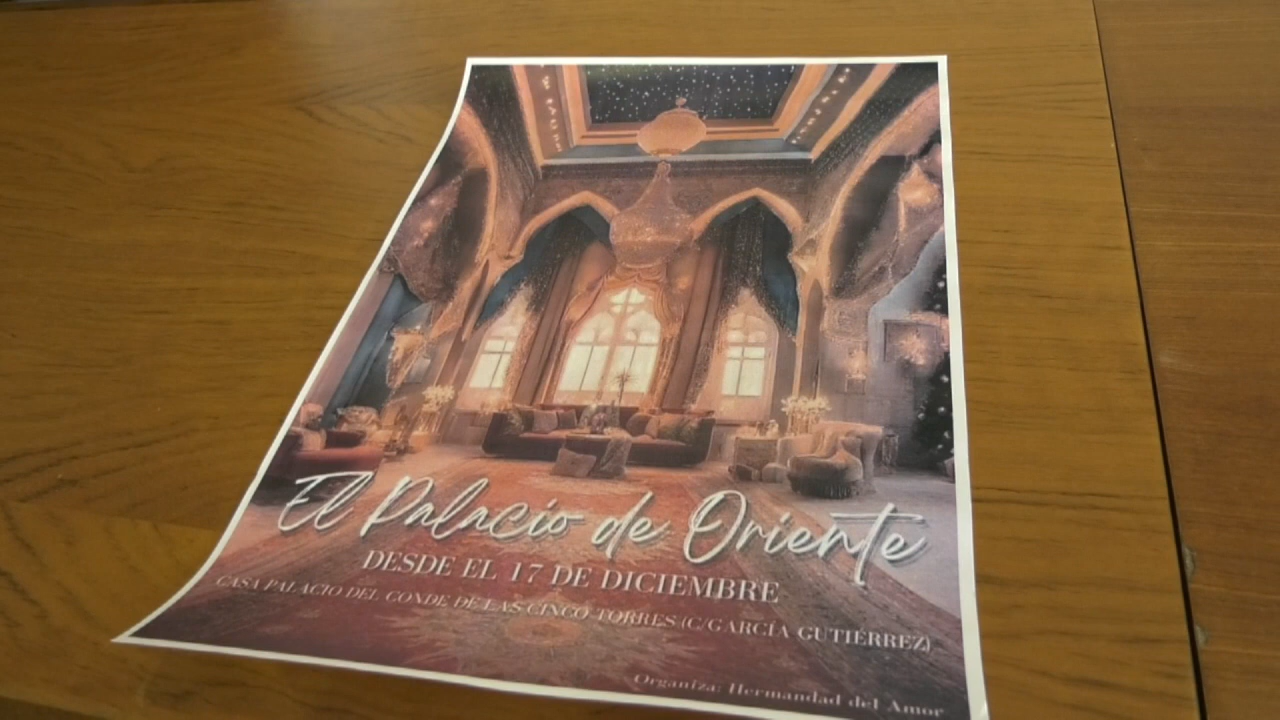 El Palacio de Oriente
DESDE EL 17 DE DICIEMBRE
CASA PALACIO DEL CONDE DE LAS CINCO TORRES (C/GARCÍA GUTIÉRREZ)
Organiza: Hermandad del Amor